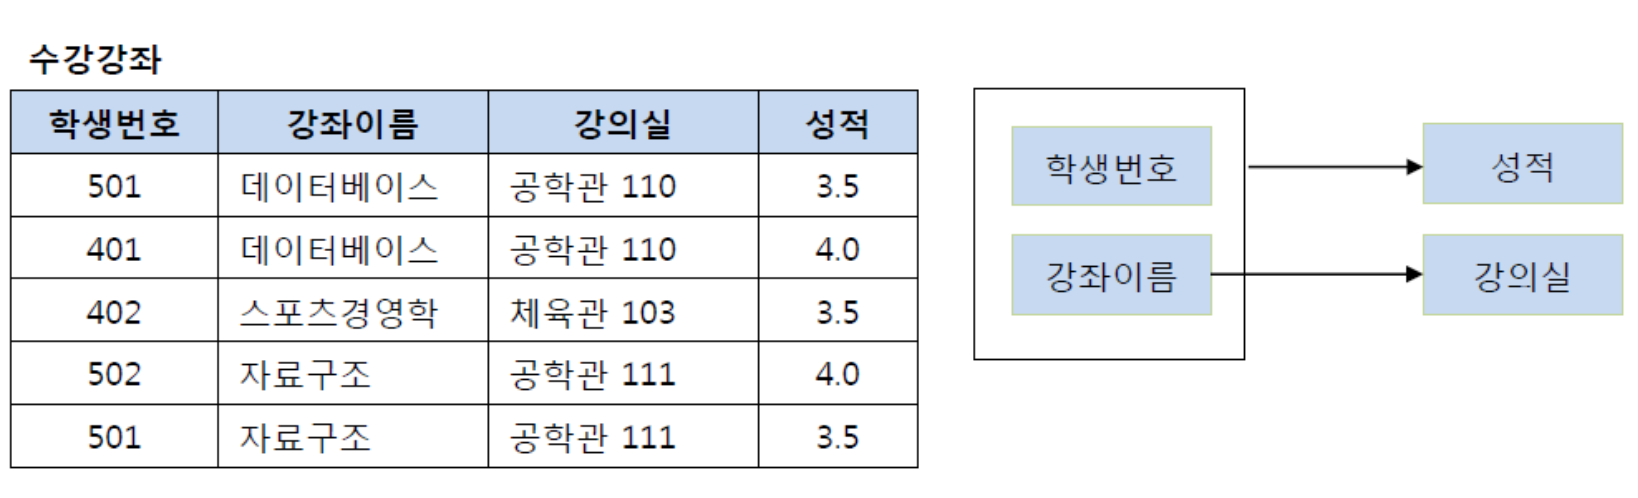 수강강좌
학생번호 강좌이름 강의실 성적
501 데이터베이스 공학관 110 3.5
401 데이터베이스 공학관 110 4.0
402 스포츠경영학 체육관 103 3.5
502 자료구조 공학관 111 4.0
501 자료구조 공학관 111 3.5
학생번호 성적
강좌이름 강의실